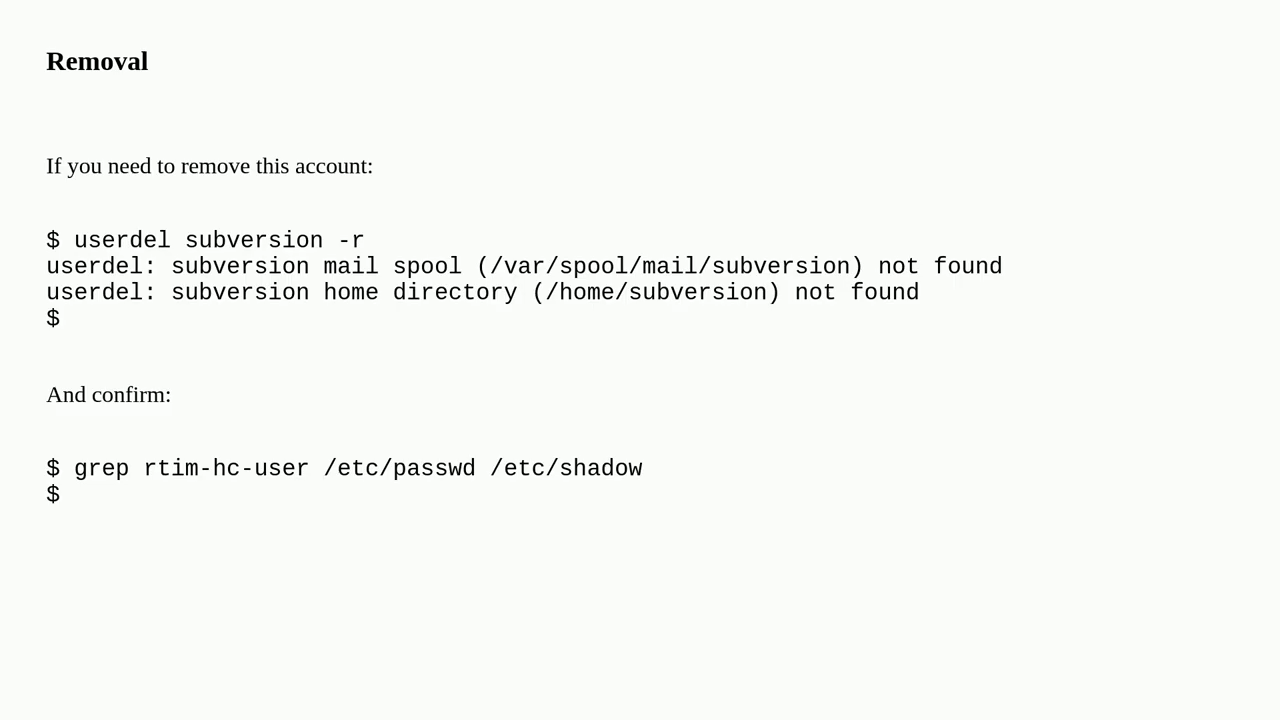 Removal
If you need to remove this account:
$ userdel subversion -r
userdel: subversion mail spool (/var/spool/mail/subversion) not found
userdel: subversion home directory (/home/subversion) not found
$
And confirm:
$ grep rtim-hc-user /etc/passwd /etc/shadow
$